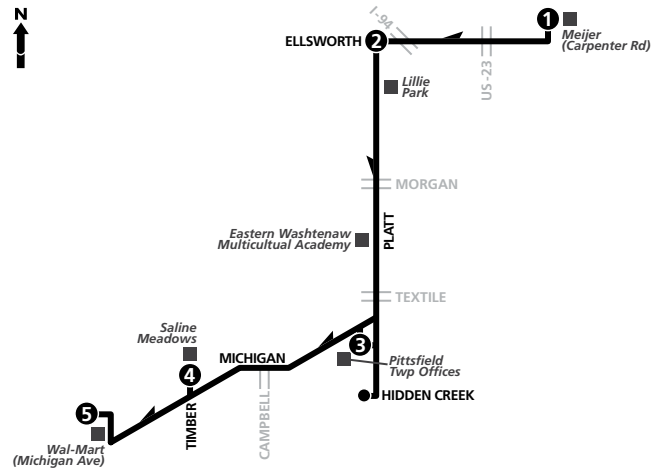 N
I-94
1
Meijer
(Carpenter Rd)
ELLSWORTH
2
US-23
Lillie
Park
MORGAN
Eastern Washtenaw
Multicultual Academy
PLATT
TEXTILE
Saline
Meadows
3
MICHIGAN
Pittsfield
Twp Offices
4
HIDDEN CREEK
5
TIMBER
CAMPBELL
Wal-Mart
(Michigan Ave)